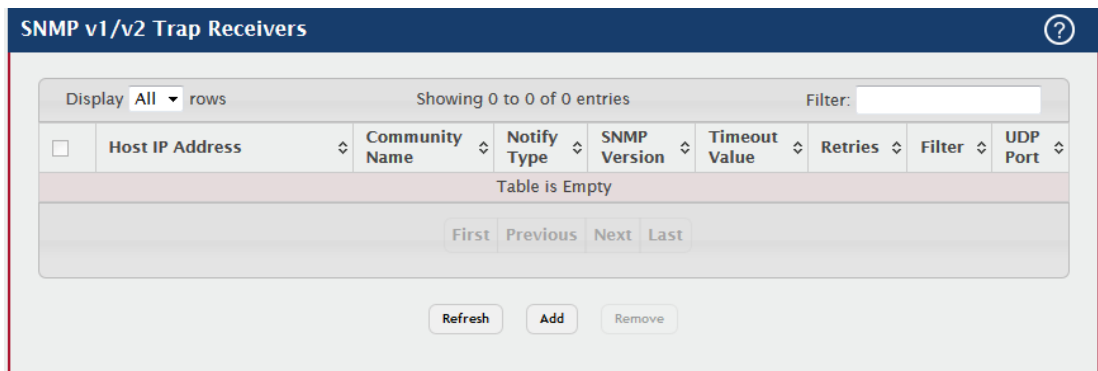 SNMP v1/v2 Trap Receivers ?
Display All rows Showing 0 to 0 of 0 entries Filter:
Host IP Address Community Name Notify Type SNMP Version Timeout Value Retries Filter UDP Port
Table is Empty
First Previous Next Last
Refresh Add Remove